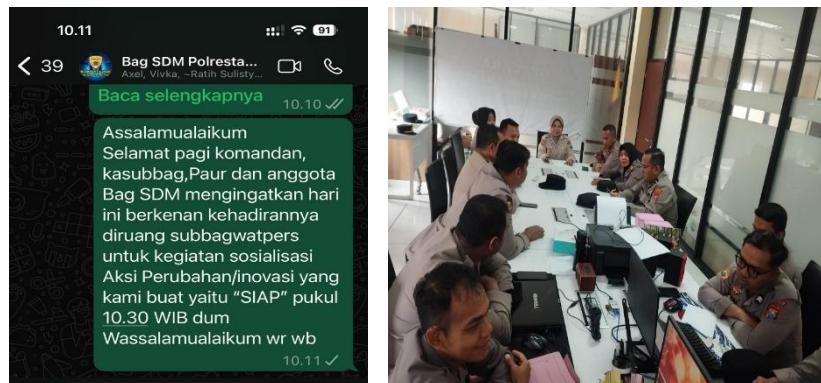 10.11
91
39
Bag SDM Polresta...
Axel, Vivka, ~Ratih Sulisty...
Baca selengkapnya
10.10
Assalamualaikum
Selamat pagi komandan,
kasubbag,Paur dan anggota
Bag SDM mengingatkan hari
ini berkenan kehadirannya
diruang subbagwatpers
untuk kegiatan sosialisasi
Aksi Perubahan/inovasi yang
kami buat yaitu “SIAP” pukul
10.30 WIB dum
Wassalamualaikum wr wb
10.11
TOSHIBA